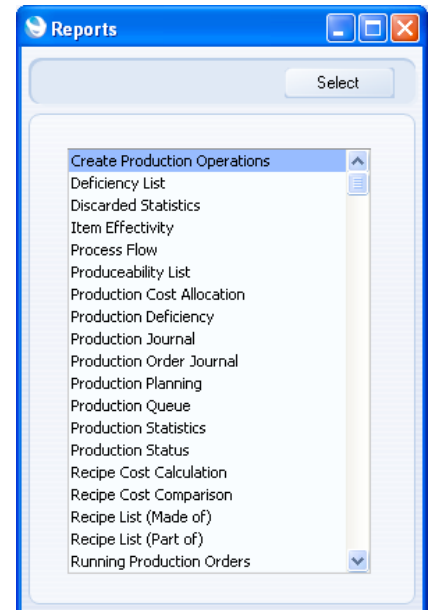 Reports
Select
Create Production Operations
Deficiency List
Discarded Statistics
Item Effectivity
Process Flow
Produceability List
Production Cost Allocation
Production Deficiency
Production Journal
Production Order Journal
Production Planning
Production Queue
Production Statistics
Production Status
Recipe Cost Calculation
Recipe Cost Comparison
Recipe List (Made of)
Recipe List (Part of)
Running Production Orders